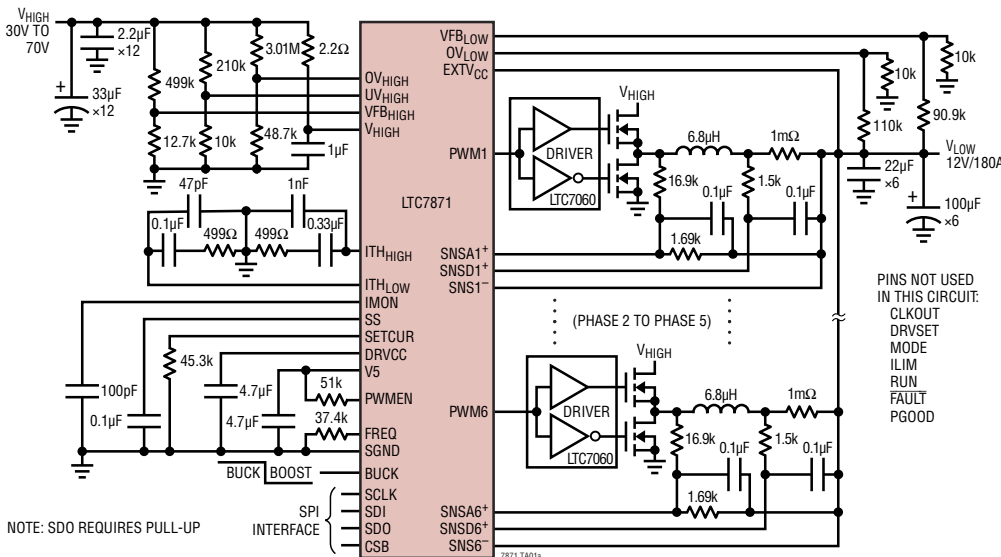 VHIGH
30V TO
70V
2.2µF
×12
33µF
×12
499k
210k
3.01M
2.2Ω
12.7k
10k
48.7k
1µF
OVHIGH
UVHIGH
VFBHIGH
VHIGH
47pF
1nF
0.1µF
499Ω
499Ω
0.33µF
ITHHIGH
ITHLOW
IMON
SS
SETCUR
DRVCC
V5
PWMEN
FREQ
SGND
BUCK
SCLK
SDI
SDO
CSB
45.3k
51k
100pF
4.7µF
0.1µF
4.7µF
37.4k
BUCK
BOOST
SPI
INTERFACE
NOTE: SDO REQUIRES PULL-UP
LTC7871
VFBLOW
OVLOW
EXTVCC
PWM1
SNSA1+
SNSD1+
SNS1−
PWM6
SNSA6+
SNSD6+
SNS6−
VHIGH
DRIVER
LTC7060
6.8µH
1mΩ
16.9k
0.1µF
1.5k
0.1µF
1.69k
10k
10k
110k
90.9k
VLOW
12V/180A
22µF
×6
100µF
×6
(PHASE 2 TO PHASE 5)
VHIGH
DRIVER
LTC7060
6.8µH
1mΩ
16.9k
0.1µF
1.5k
0.1µF
1.69k
PINS NOT USED
IN THIS CIRCUIT:
CLKOUT
DRVSET
MODE
ILIM
RUN
FAULT
PGOOD
7871 TA01a